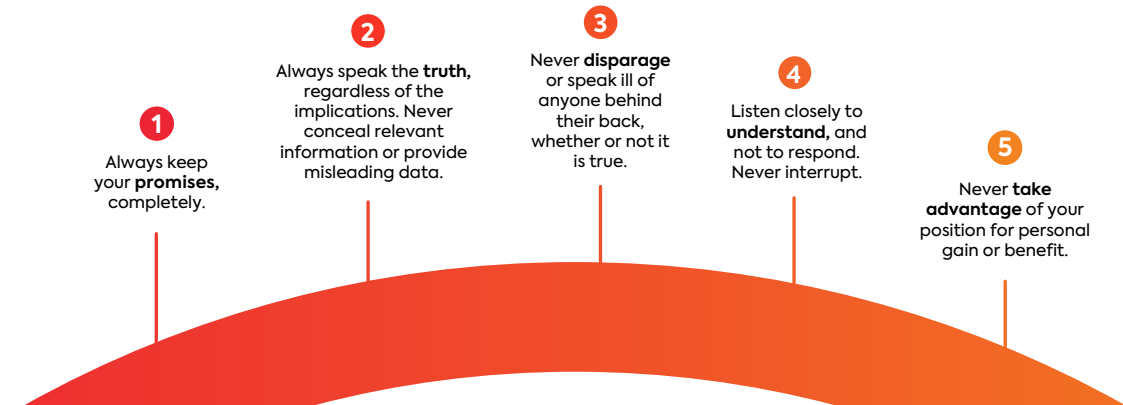 1
Always keep
your promises,
completely.
2
Always speak the truth,
regardless of the
implications. Never
conceal relevant
information or provide
misleading data.
3
Never disparage
or speak ill of
anyone behind
their back,
whether or not it
is true.
4
Listen closely to
understand, and
not to respond.
Never interrupt.
5
Never take
advantage of your
position for personal
gain or benefit.